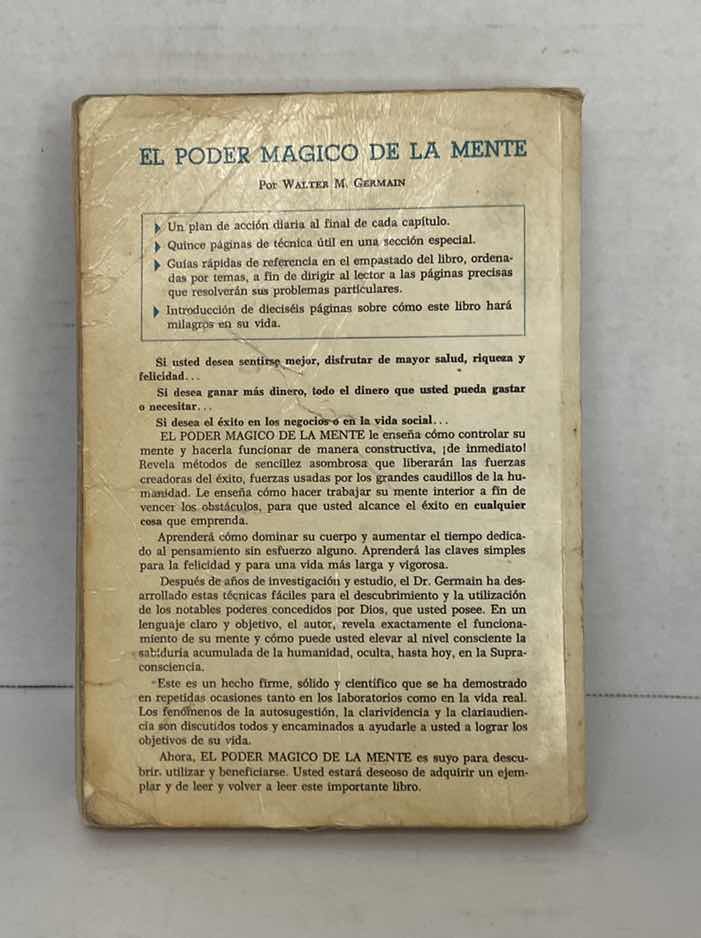 EL PODER MAGICO DE LA MENTE
Por Walter M. Germain
Un plan de acción diaria al final de cada capítulo.
Quince páginas de técnica útil en una sección especial.
Guías rápidas de referencia en el empastado del libro, ordena-
das por temas, a fin de dirigir al lector a las páginas precisas
que resolverán sus problemas particulares.
Introducción de dieciséis páginas sobre cómo este libro hará
milagros en su vida.
Si usted desea sentirse mejor, disfrutar de mayor salud, riqueza y
felicidad...
Si desea ganar más dinero, todo el dinero que usted pueda gastar
o necesitar...
Si desea el éxito en los negocios o en la vida social...
EL PODER MAGICO DE LA MENTE le enseña cómo controlar su
mente y hacerla funcionar de manera constructiva, ¡de inmediato!
Revela métodos de sencillez asombrosa que liberarán las fuerzas
creadoras del éxito, fuerzas usadas por los grandes caudillos de la hu-
manidad. Le enseña cómo hacer trabajar su mente interior a fin de
vencer los obstáculos, para que usted alcance el éxito en cualquier
cosa que emprenda.
Aprenderá cómo dominar su cuerpo y aumentar el tiempo dedica-
do al pensamiento sin esfuerzo alguno. Aprenderá las claves simples
para la felicidad y para una vida más larga y vigorosa.
Después de años de investigación y estudio, el Dr. Germain ha des-
arrollado estas técnicas fáciles para el descubrimiento y la utilización
de los notables poderes concedidos por Dios, que usted posee. En un
lenguaje claro y objetivo, el autor, revela exactamente el funciona-
miento de su mente y cómo puede usted elevar al nivel consciente la
sabiduría acumulada de la humanidad, oculta, hasta hoy, en la Supra-
consciencia.
Este es un hecho firme, sólido y científico que se ha demostrado
en repetidas ocasiones tanto en los laboratorios como en la vida real.
Los fenómenos de la autosugestión, la clarividencia y la clariaudien-
cia son discutidos todos y encaminados a ayudarle a usted a lograr los
objetivos de su vida.
Ahora, EL PODER MAGICO DE LA MENTE es suyo para descu-
brir, utilizar y beneficiarse. Usted estará deseoso de adquirir un ejem-
plar y de leer y volver a leer este importante libro.